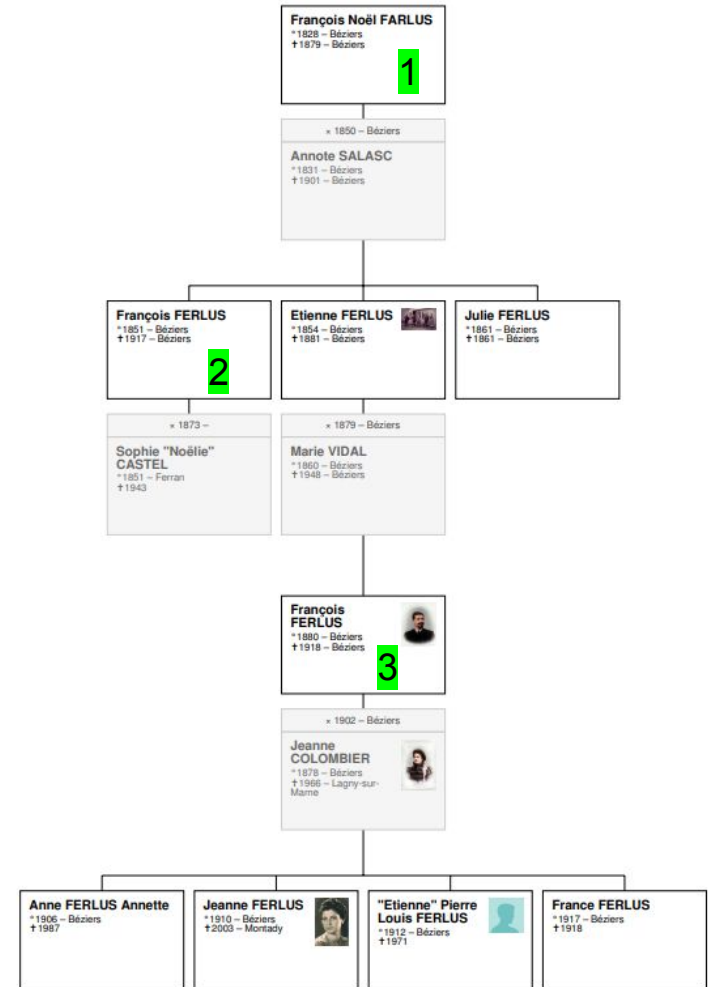 François Noël FARLUS
*1828 – Béziers
✝1879 – Béziers
1
× 1850 – Béziers
Annote SALASC
*1831 – Béziers
✝1901 – Béziers
François FERLUS
*1851 – Béziers
✝1917 – Béziers
2
× 1873 –
Sophie "Noëlie"
CASTEL
*1851 – Ferran
✝1943
Etienne FERLUS
*1854 – Béziers
✝1881 – Béziers
× 1879 – Béziers
Marie VIDAL
*1860 – Béziers
✝1948 – Béziers
Julie FERLUS
*1861 – Béziers
✝1861 – Béziers
François
FERLUS
*1880 – Béziers
✝1918 – Béziers
3
× 1902 – Béziers
Jeanne
COLOMBIER
*1878 – Béziers
✝1966 – Lagny-sur-
Marne
Anne FERLUS Annette
*1906 – Béziers
✝1987
Jeanne FERLUS
*1910 – Béziers
✝2003 – Montady
"Etienne" Pierre
Louis FERLUS
*1912 – Béziers
✝1971
France FERLUS
*1917 – Béziers
✝1918